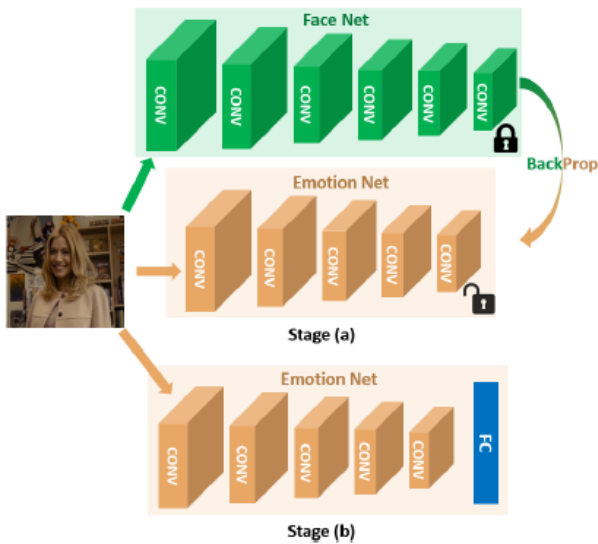 Face Net
CONV
CONV
CONV
CONV
CONV
CONV
BackProp
Emotion Net
CONV
CONV
CONV
CONV
CONV
Stage (a)
Emotion Net
CONV
CONV
CONV
CONV
CONV
FC
Stage (b)